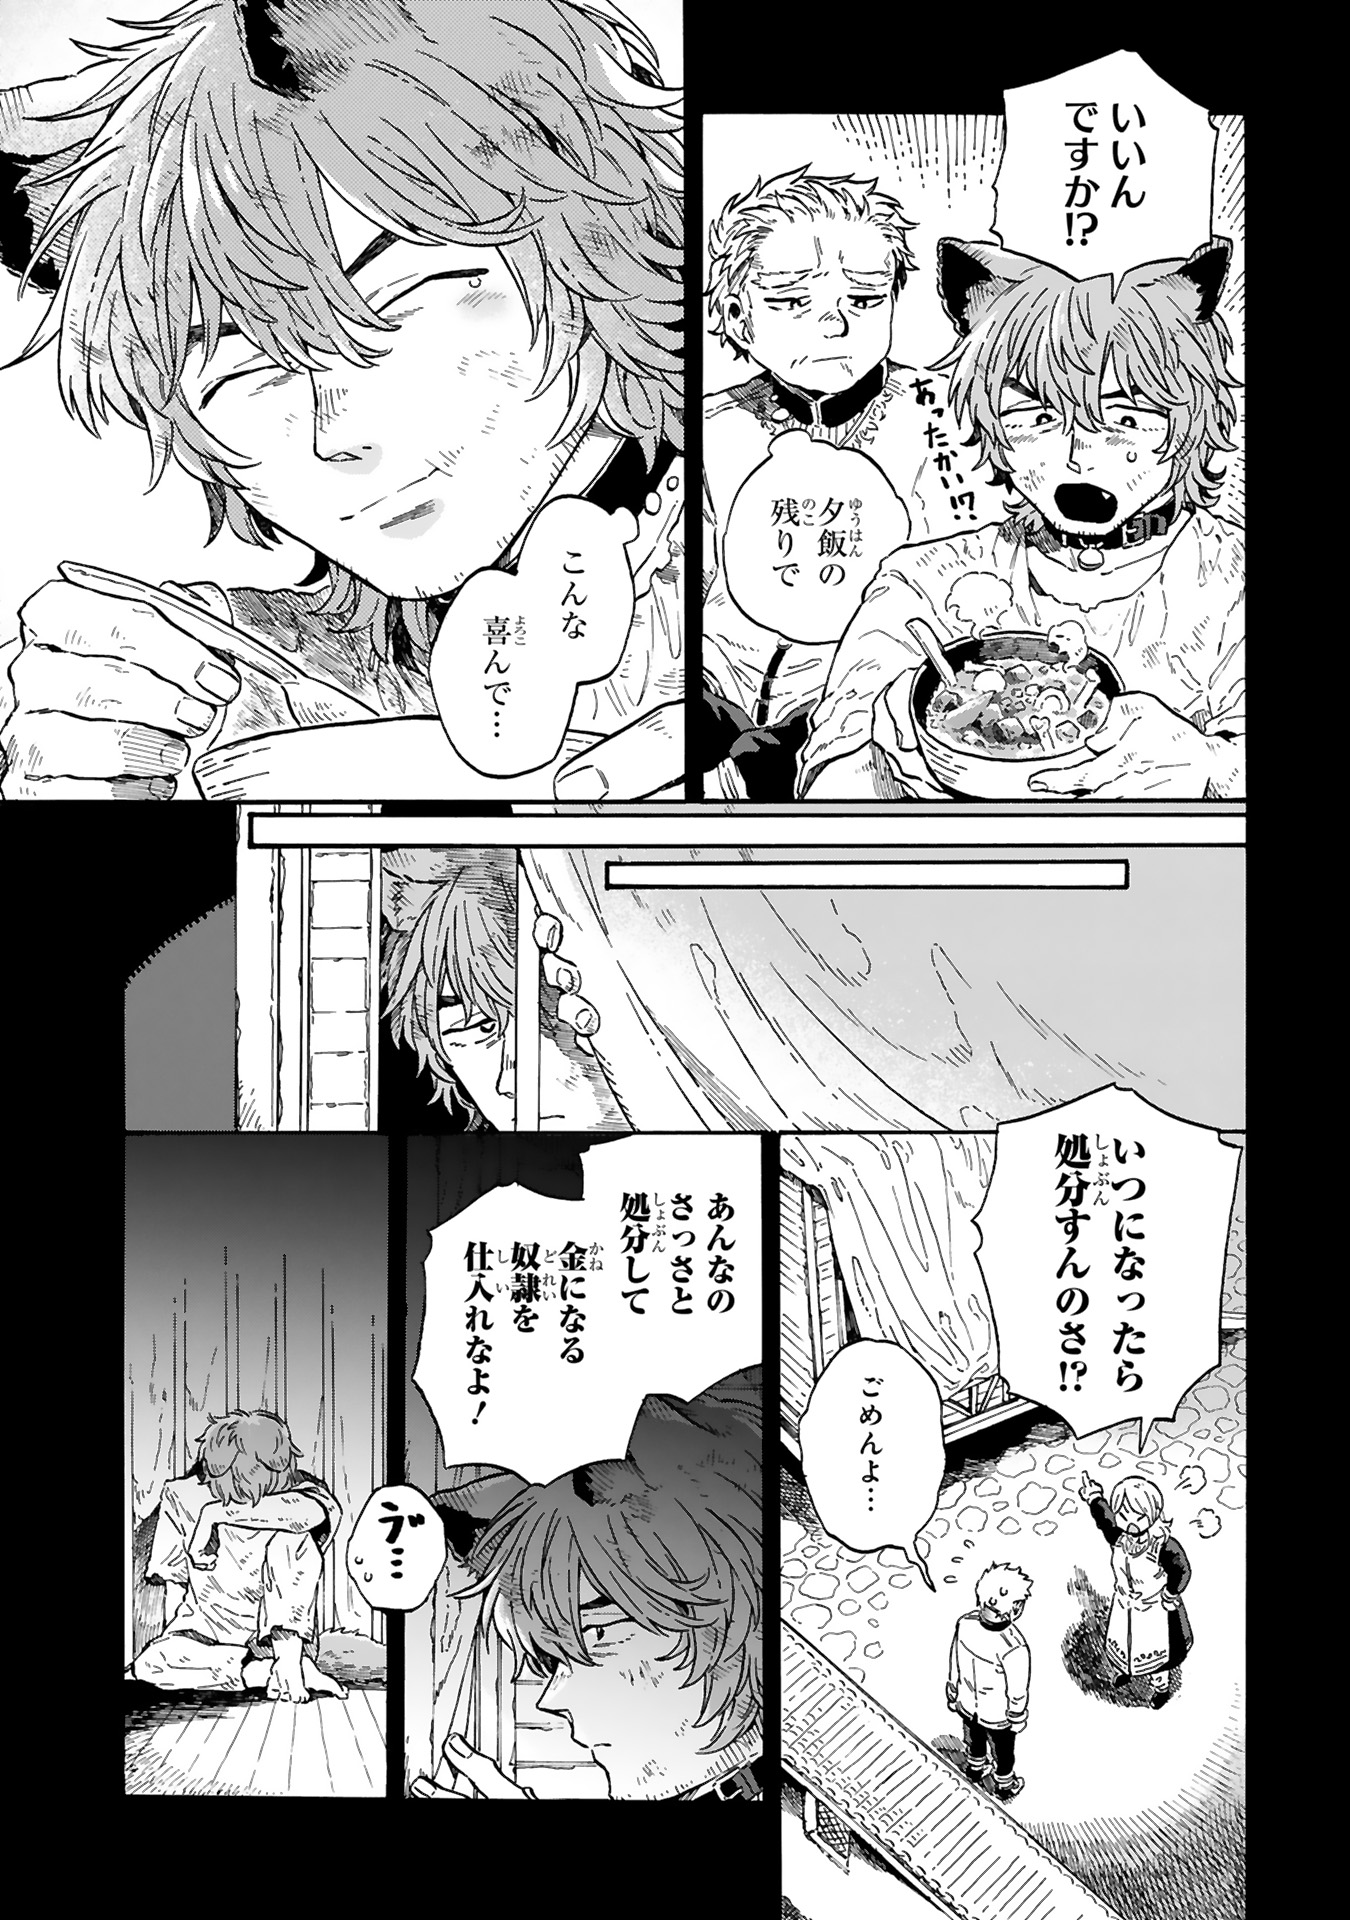 いいん
ですか!?
あったかい!?
夕飯の
残りで
こんな
喜んで…
いつになったら
処分すんのさ!?
ごめんよ…
あんなの
さっさと
処分して
金になる
奴隷を
仕入れなよ!
ヴ…